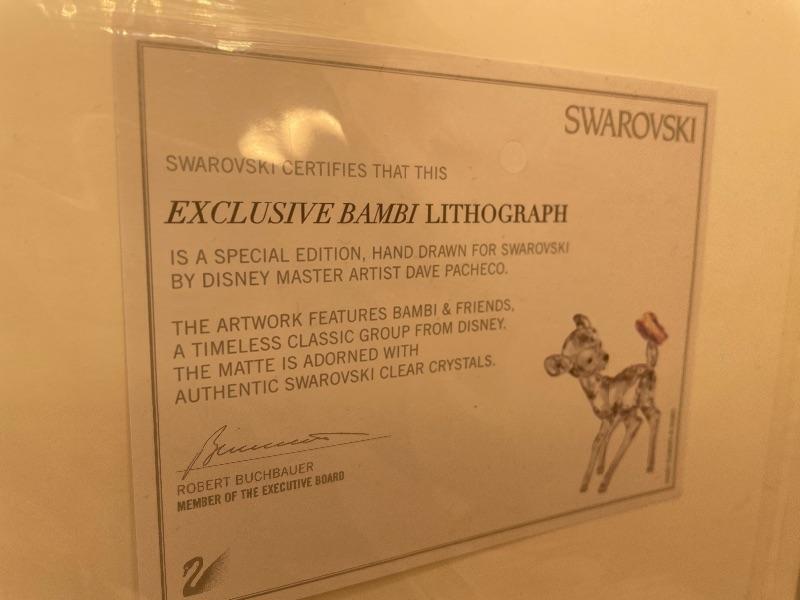 SWAROVSKI
SWAROVSKI CERTIFIES THAT THIS
EXCLUSIVE BAMBI LITHOGRAPH
IS A SPECIAL EDITION, HAND DRAWN FOR SWAROVSKI
BY DISNEY MASTER ARTIST DAVE PACHECO.
THE ARTWORK FEATURES BAMBI & FRIENDS,
A TIMELESS CLASSIC GROUP FROM DISNEY.
THE MATTE IS ADORNED WITH
AUTHENTIC SWAROVSKI CLEAR CRYSTALS.
ROBERT BUCHBAUER
MEMBER OF THE EXECUTIVE BOARD